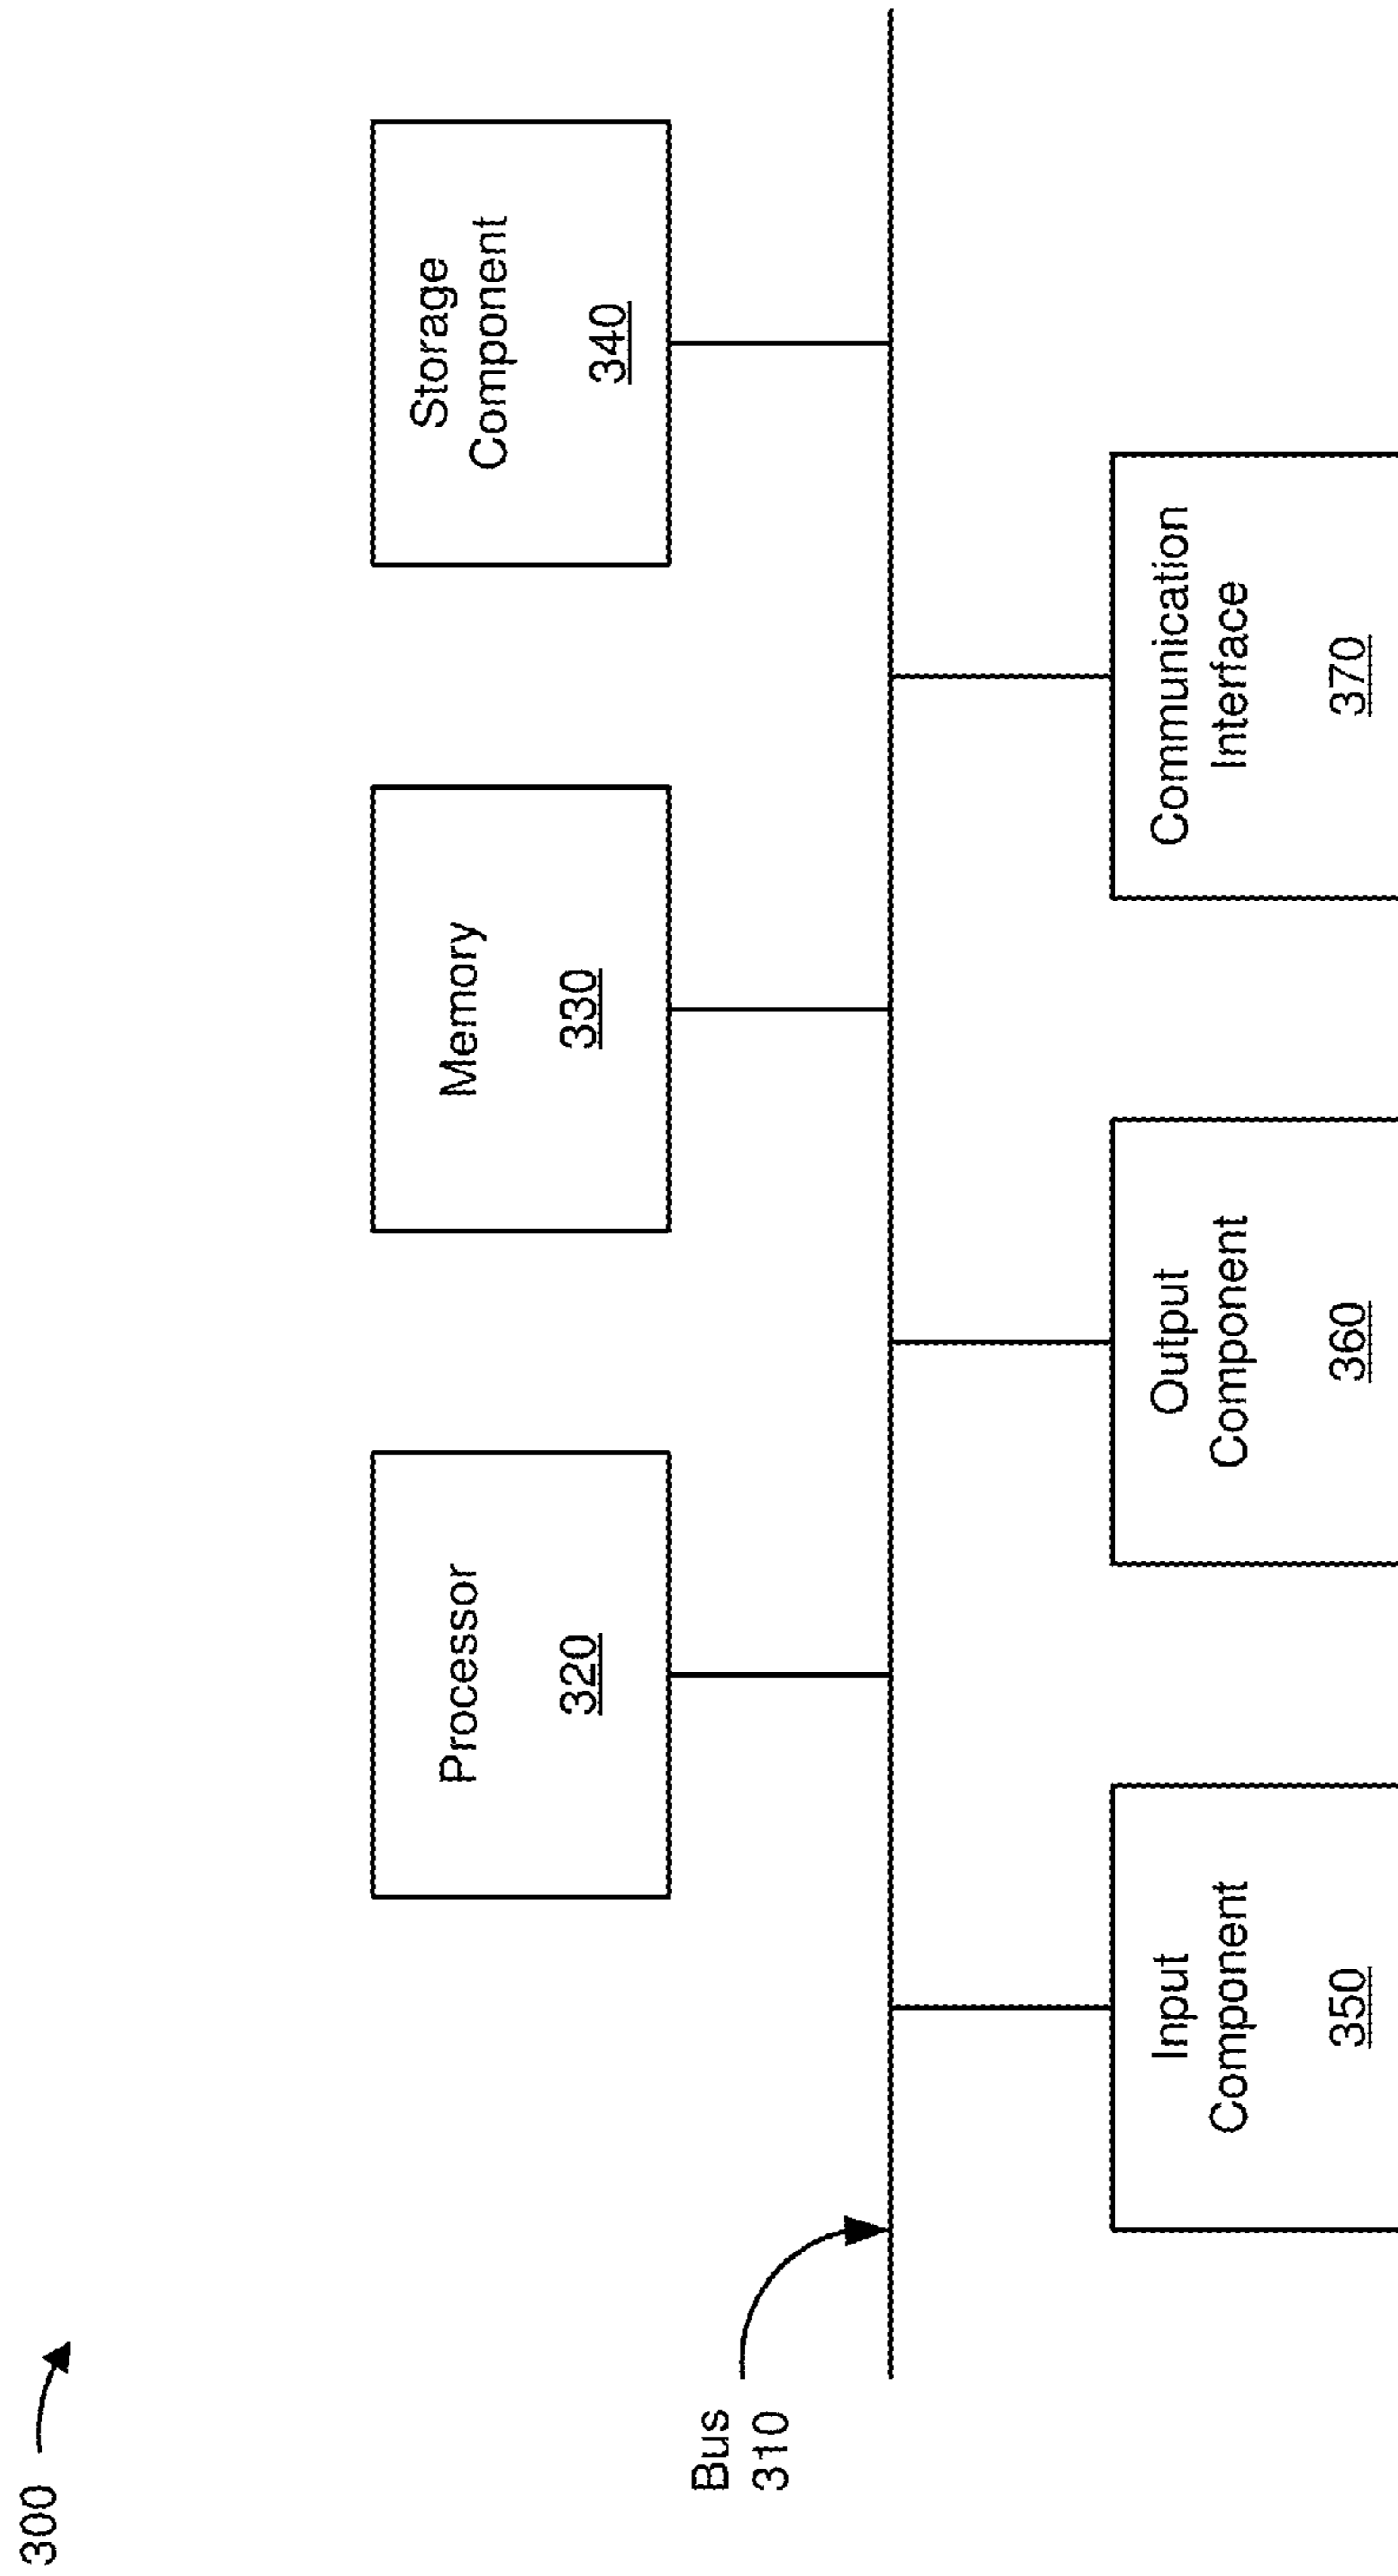 300
Bus
310
Processor
320
Memory
330
Storage
Component
340
Input
Component
350
Output
Component
360
Communication
Interface
370